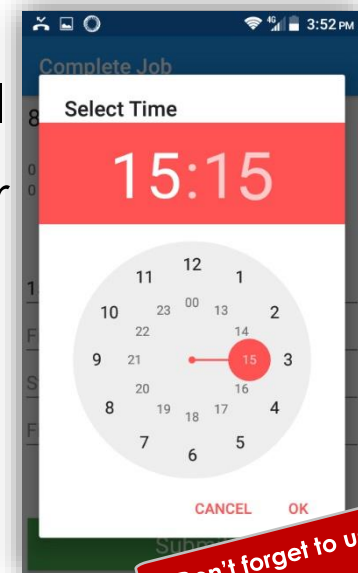 4G 3:52 PM
Complete Job
Select Time
15:15
12
11 1
10 23 00 13 2
22 14
9 21 15 3
20 16
8 19 18 17 4
7 5
6
CANCEL OK
forget to